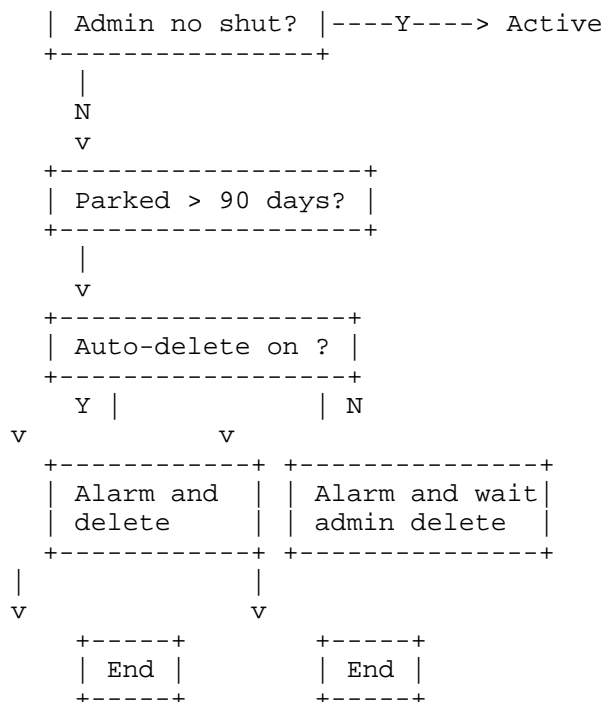 | Admin no shut? |----Y----> Active
+----------------+
|
N
v
+-------------------+
| Parked > 90 days? |
+-------------------+
|
v
+------------------+
| Auto-delete on ? |
+------------------+
Y | | N
v v
+------------+ +---------------+
| Alarm and | | Alarm and wait|
| delete | | admin delete |
+------------+ +---------------+
| |
v v
+-----+ +-----+
| End | | End |
+-----+ +-----+